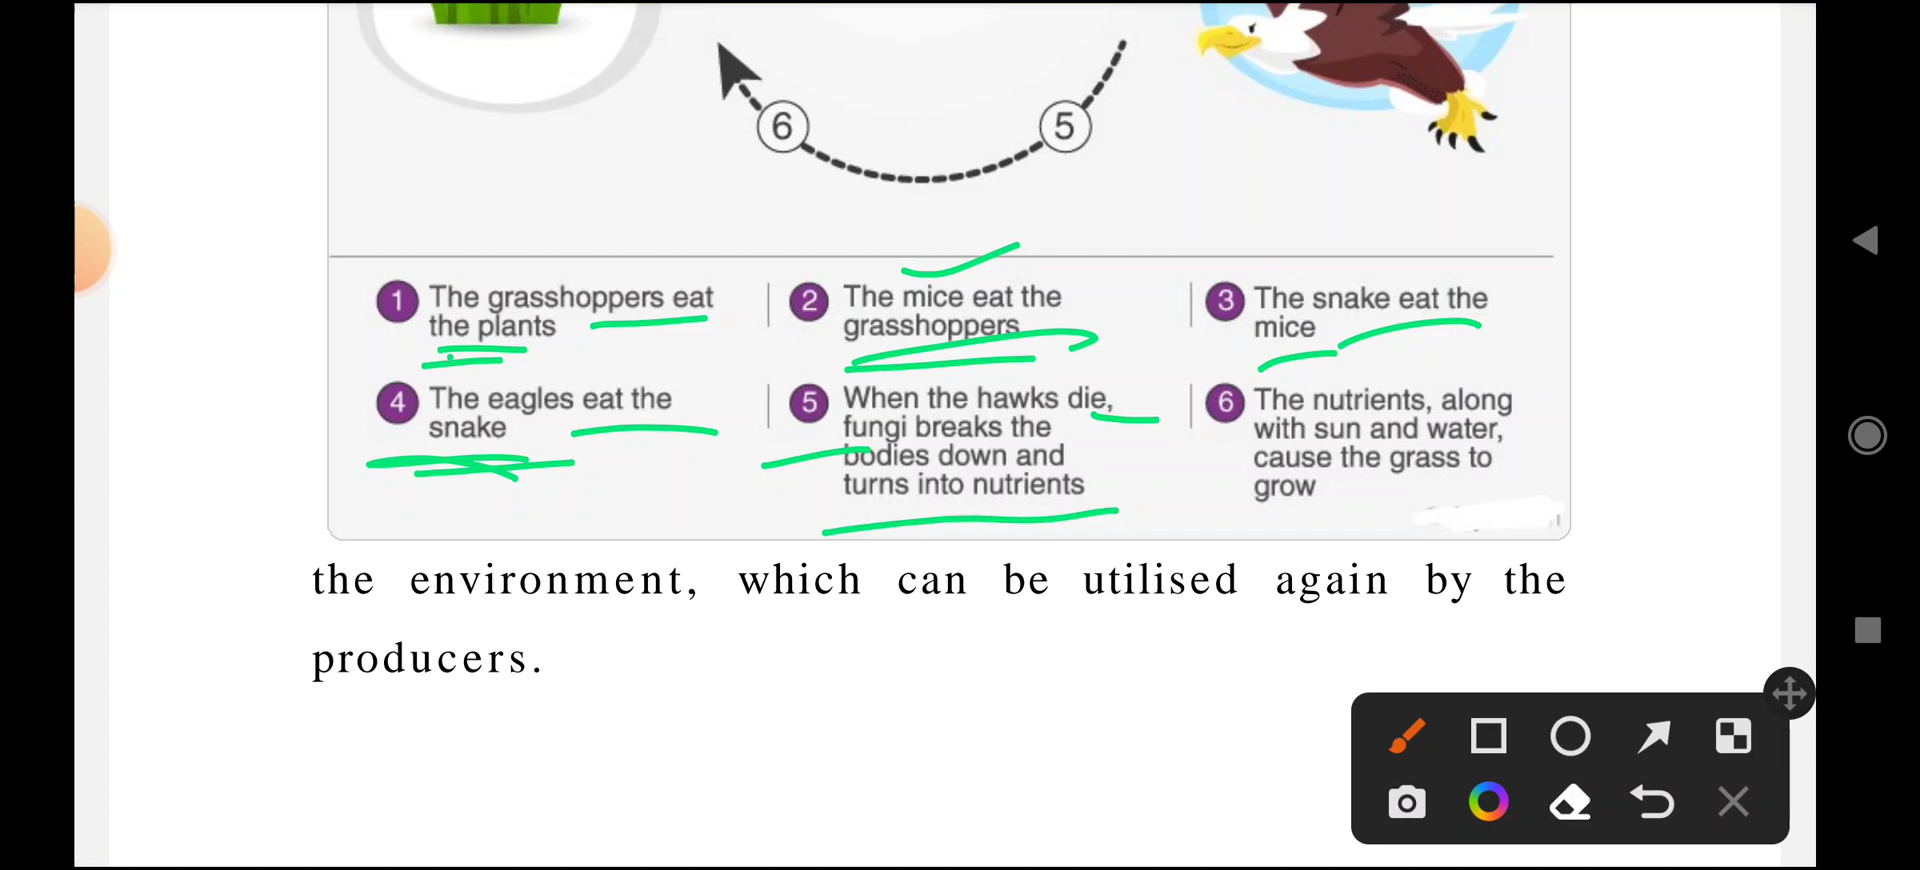 6
5
1 The grasshoppers eat
the plants
2 The mice eat the
grasshoppers
3 The snake eat the
mice
4 The eagles eat the
snake
5 When the hawks die,
fungi breaks the
bodies down and
turns into nutrients
6 The nutrients, along
with sun and water,
cause the grass to
grow
the environment, which can be utilised again by the
producers.